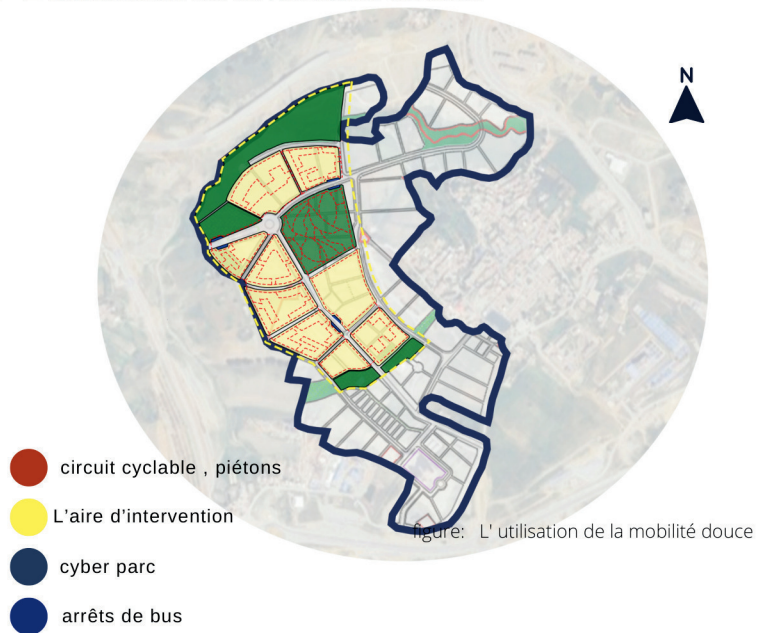 N
circuit cyclable , piétons
L'aire d'intervention
figure: L' utilisation de la mobilité douce
cyber parc
arrêts de bus